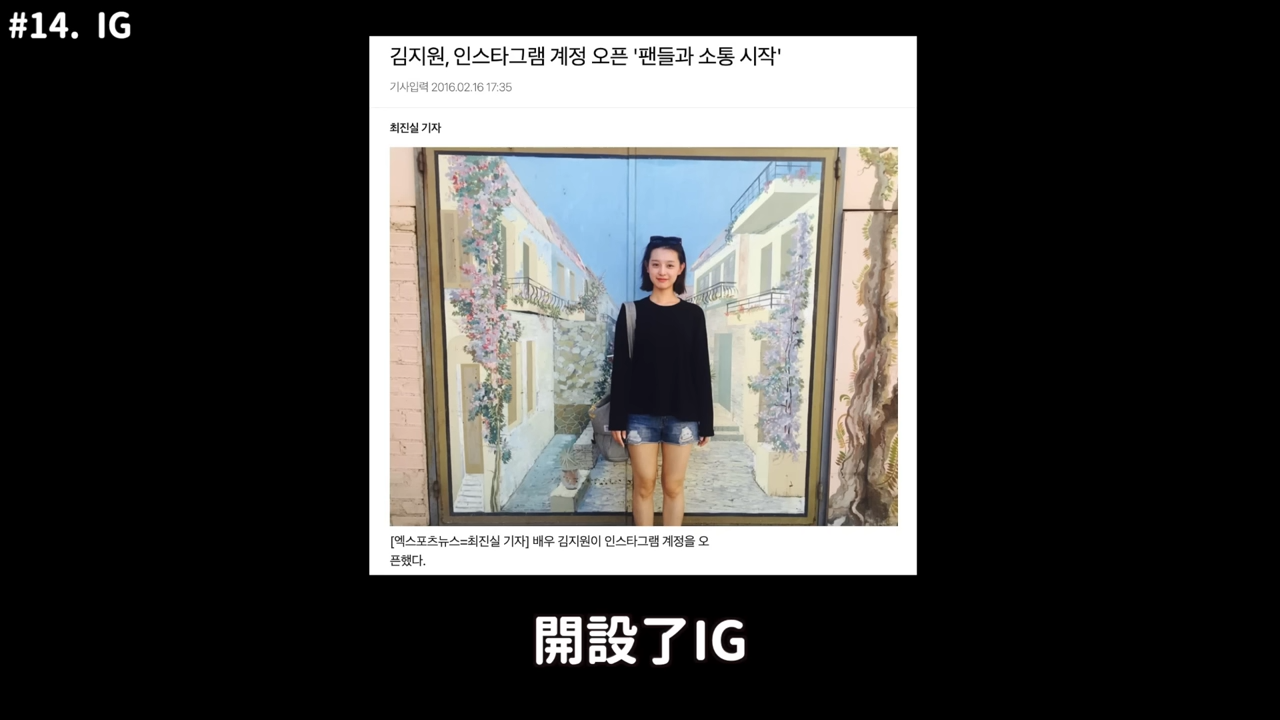 #14. IG
김지원, 인스타그램 계정 오픈 '팬들과 소통 시작'
기사입력 2016.02.16 17:35
최진실 기자
[엑스포츠뉴스=최진실 기자] 배우 김지원이 인스타그램 계정을 오
픈했다.
開設了IG